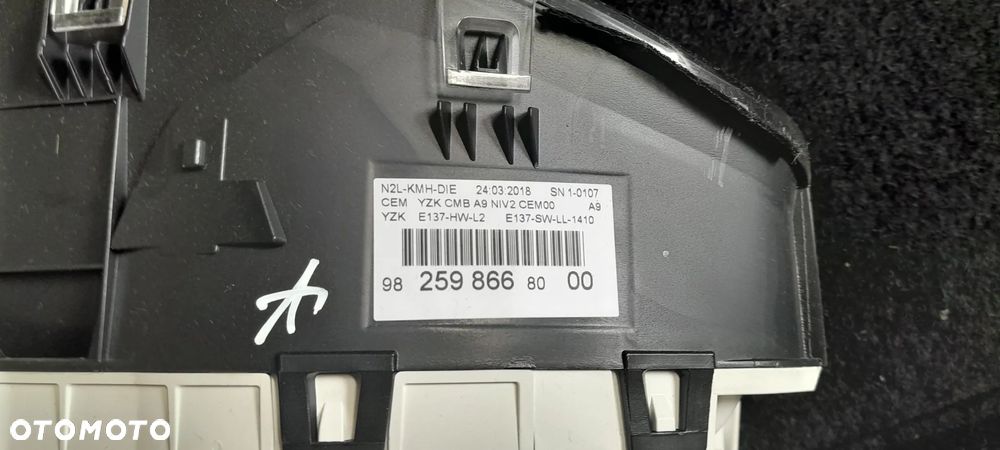 N2L-KMH-DIE 24:03:2018 SN 1-0107
CEM YZK CMB A9 NIV2 CEM00 A9
YZK E137-HW-L2 E137-SW-LL-1410
98 259 866 80 00
OTOMOTO